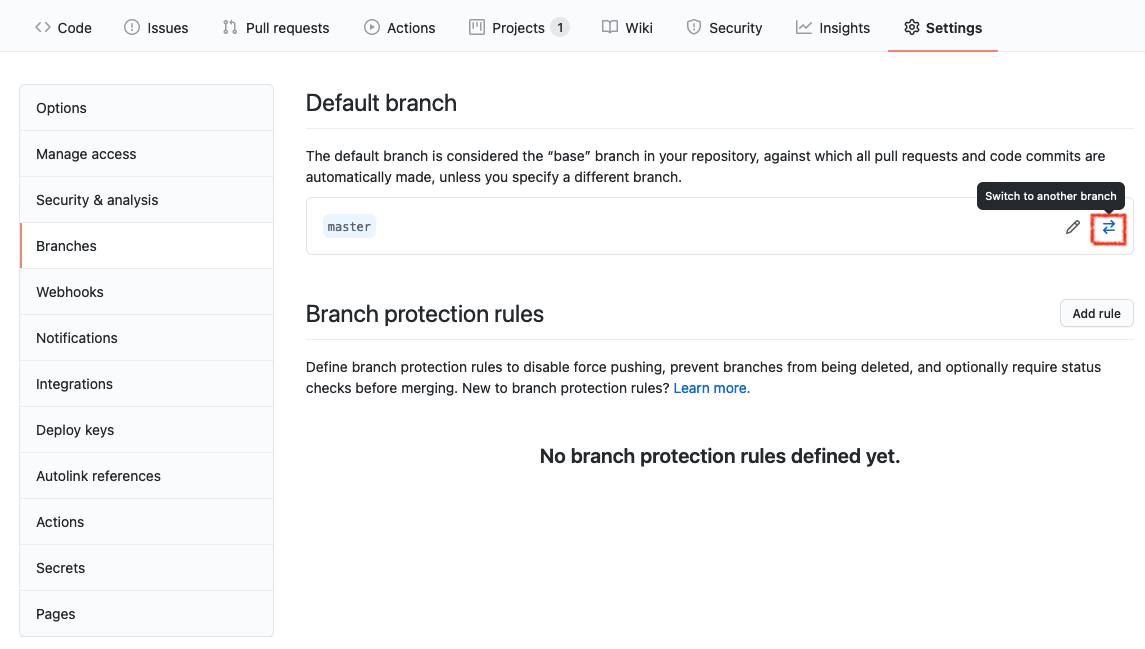 Code Issues Pull requests Actions Projects 1 Wiki Security Insights Settings
Options
Manage access
Security & analysis
Branches
Webhooks
Notifications
Integrations
Deploy keys
Autolink references
Actions
Secrets
Pages
Default branch
The default branch is considered the “base” branch in your repository, against which all pull requests and code commits are
automatically made, unless you specify a different branch.
Switch to another branch
master
Branch protection rules
Add rule
Define branch protection rules to disable force pushing, prevent branches from being deleted, and optionally require status
checks before merging. New to branch protection rules? Learn more.
No branch protection rules defined yet.